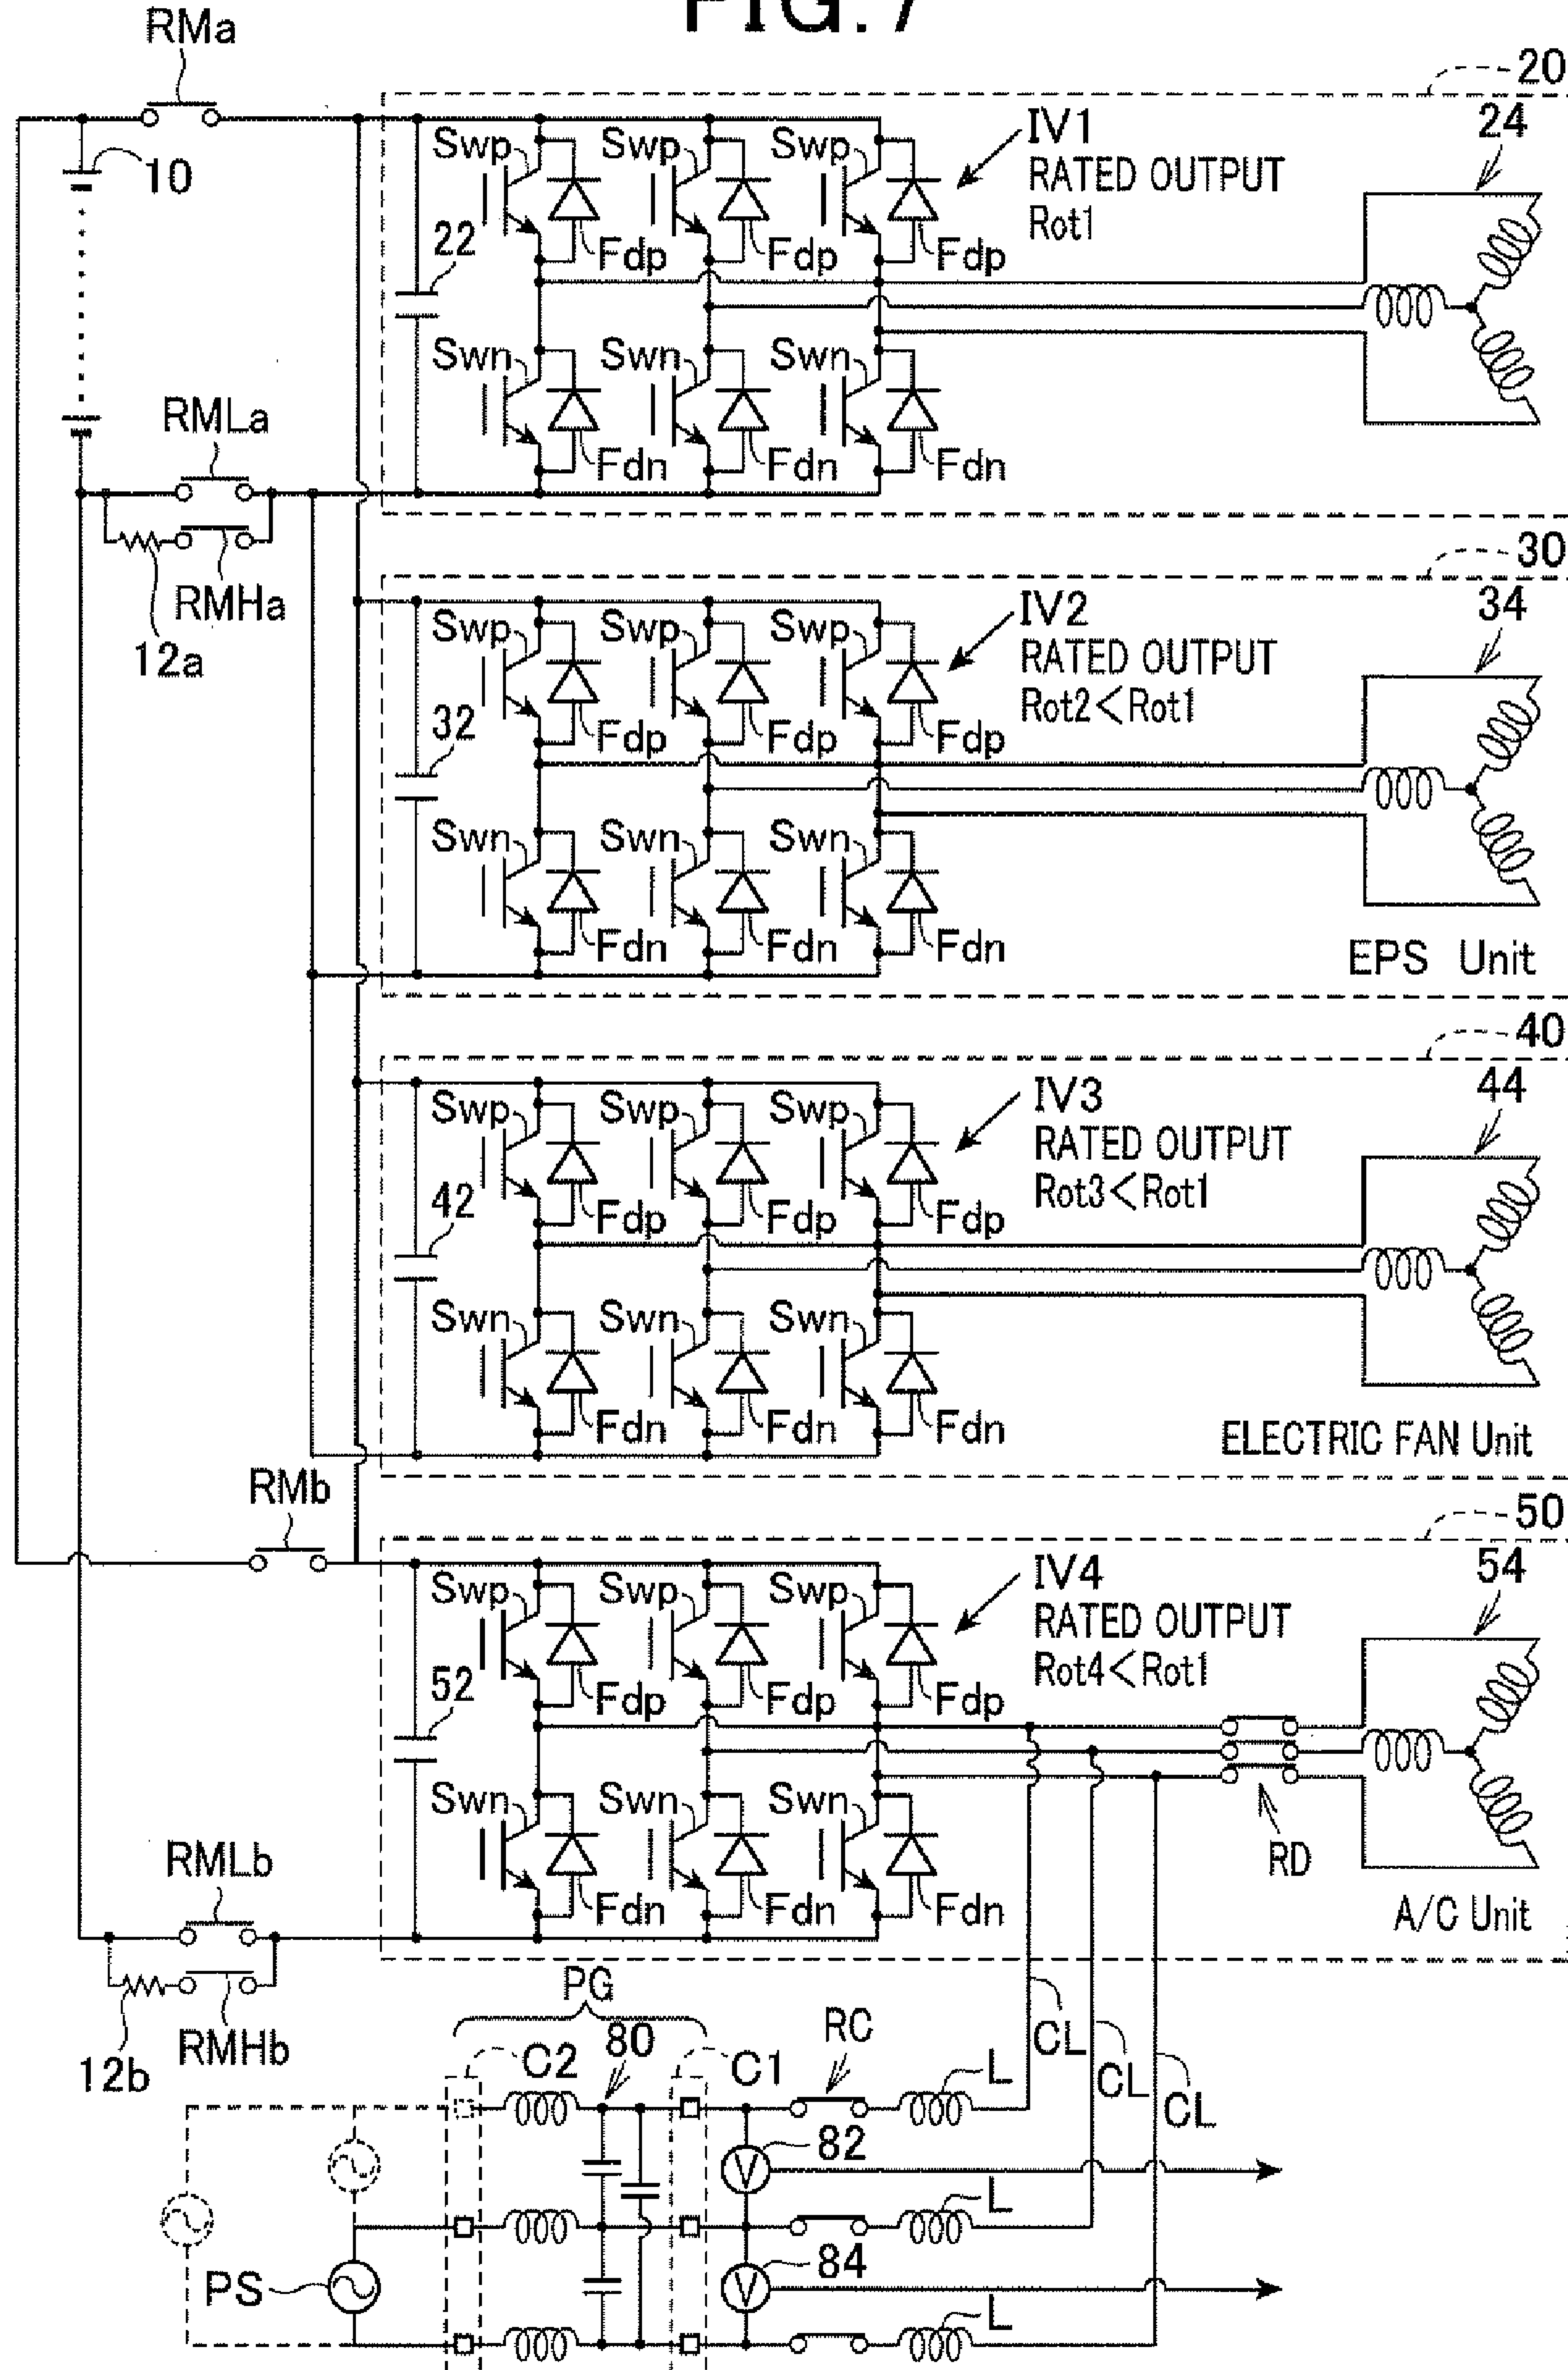 FIG. 7
RMa
20
10
Swp Swp Swp
IV1
RATED OUTPUT
Rot1
24
22
Fdp Fdp Fdp
Swn Swn Swn
RMLa
Fdn Fdn Fdn
RMHa
12a
30
Swp Swp Swp
IV2
RATED OUTPUT
Rot2<Rot1
34
32
Fdp Fdp Fdp
Swn Swn Swn
Fdn Fdn Fdn
EPS Unit
40
Swp Swp Swp
IV3
RATED OUTPUT
Rot3<Rot1
44
42
Fdp Fdp Fdp
Swn Swn Swn
Fdn Fdn Fdn
ELECTRIC FAN Unit
RMb
50
Swp Swp Swp
IV4
RATED OUTPUT
Rot4<Rot1
54
52
Fdp Fdp Fdp
Swn Swn Swn
RD
RMLb
Fdn Fdn Fdn
A/C Unit
RMHb
12b
PG
C2 80 C1 RC L CL CL CL
V 82
L
PS
V 84
L